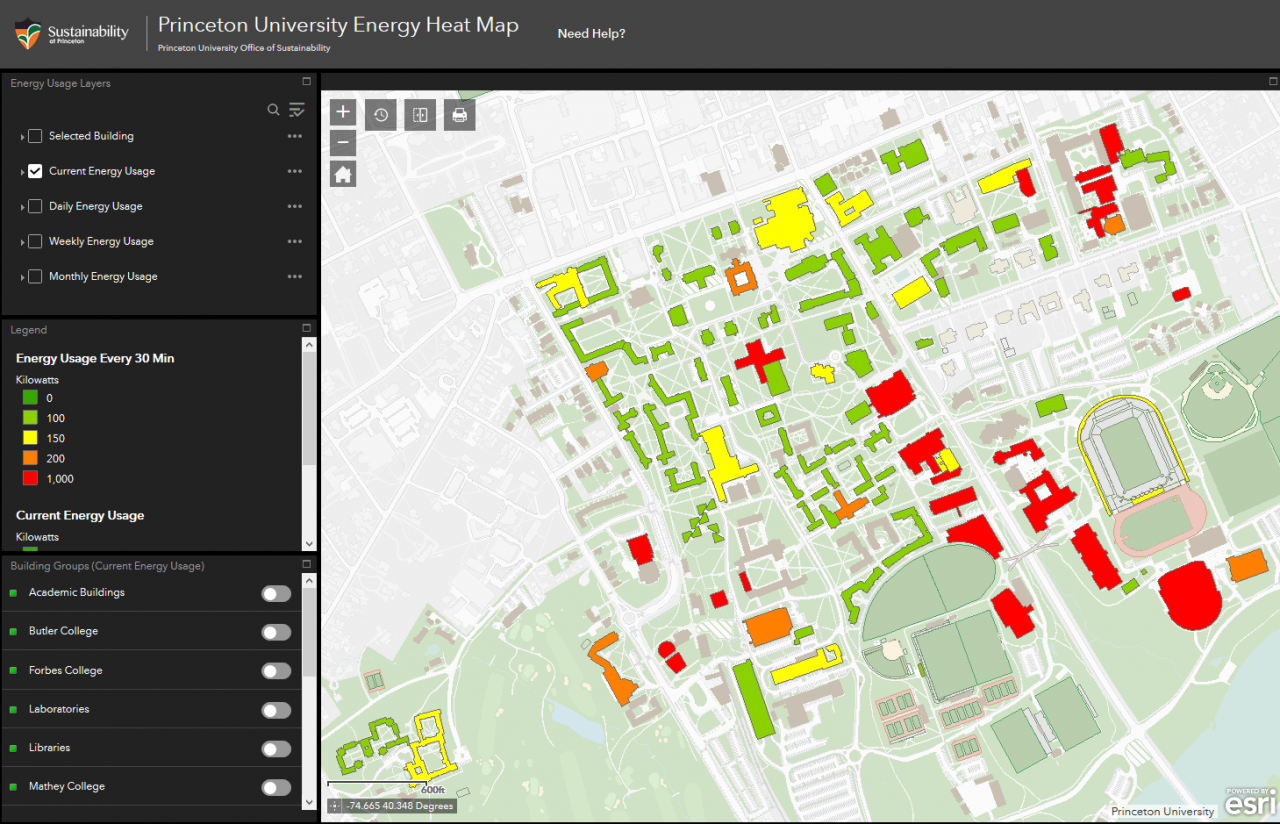 Sustainability
at Princeton
Princeton University Energy Heat Map
Princeton University Office of Sustainability
Need Help?
Energy Usage Layers
Selected Building
Current Energy Usage
Daily Energy Usage
Weekly Energy Usage
Monthly Energy Usage
Legend
Energy Usage Every 30 Min
Kilowatts
0
100
150
200
1,000
Current Energy Usage
Kilowatts
Building Groups (Current Energy Usage)
Academic Buildings
Butler College
Forbes College
Laboratories
Libraries
Mathey College
600ft
-74.665 40.348 Degrees
Princeton University
POWERED BY
esri